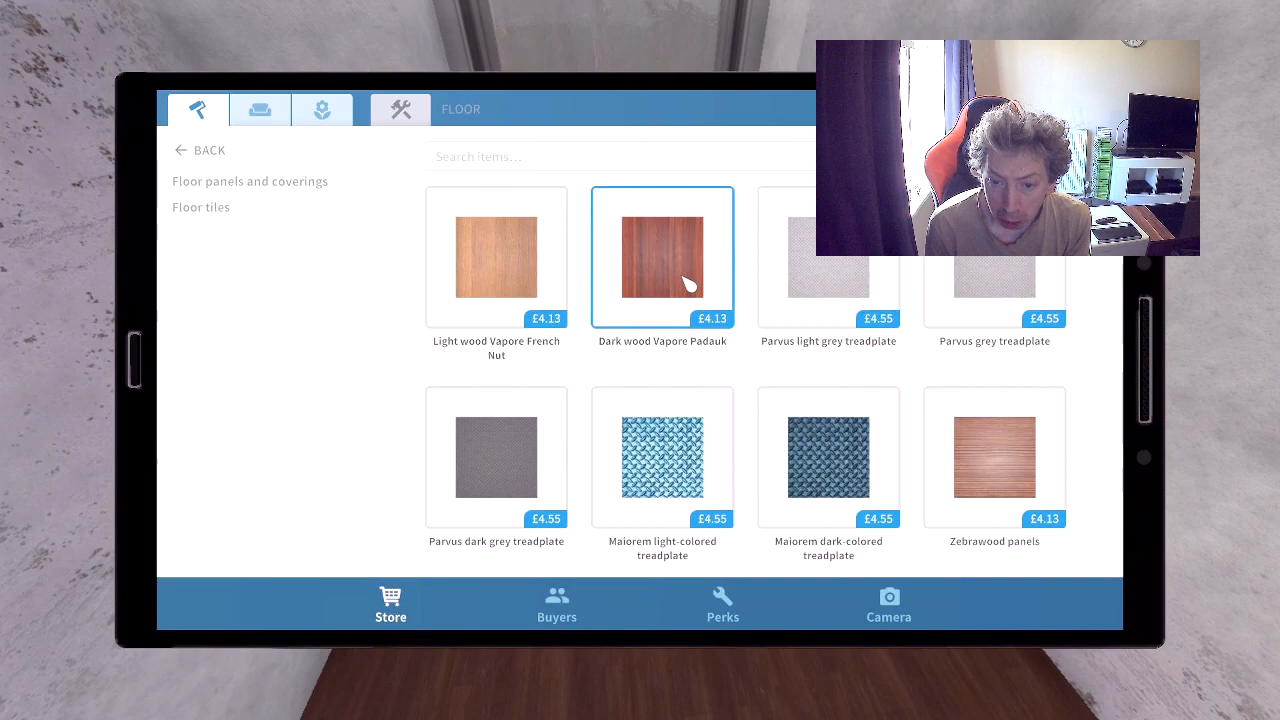 FLOOR
BACK
Search items...
Floor panels and coverings
Floor tiles
£4.13
£4.13
£4.55
£4.55
Light wood Vapore French
Nut
Dark wood Vapore Padauk
Parvus light grey treadplate
Parvus grey treadplate
£4.55
£4.55
£4.55
£4.13
Parvus dark grey treadplate
Maiorem light-colored
treadplate
Maiorem dark-colored
treadplate
Zebrawood panels
Store
Buyers
Perks
Camera